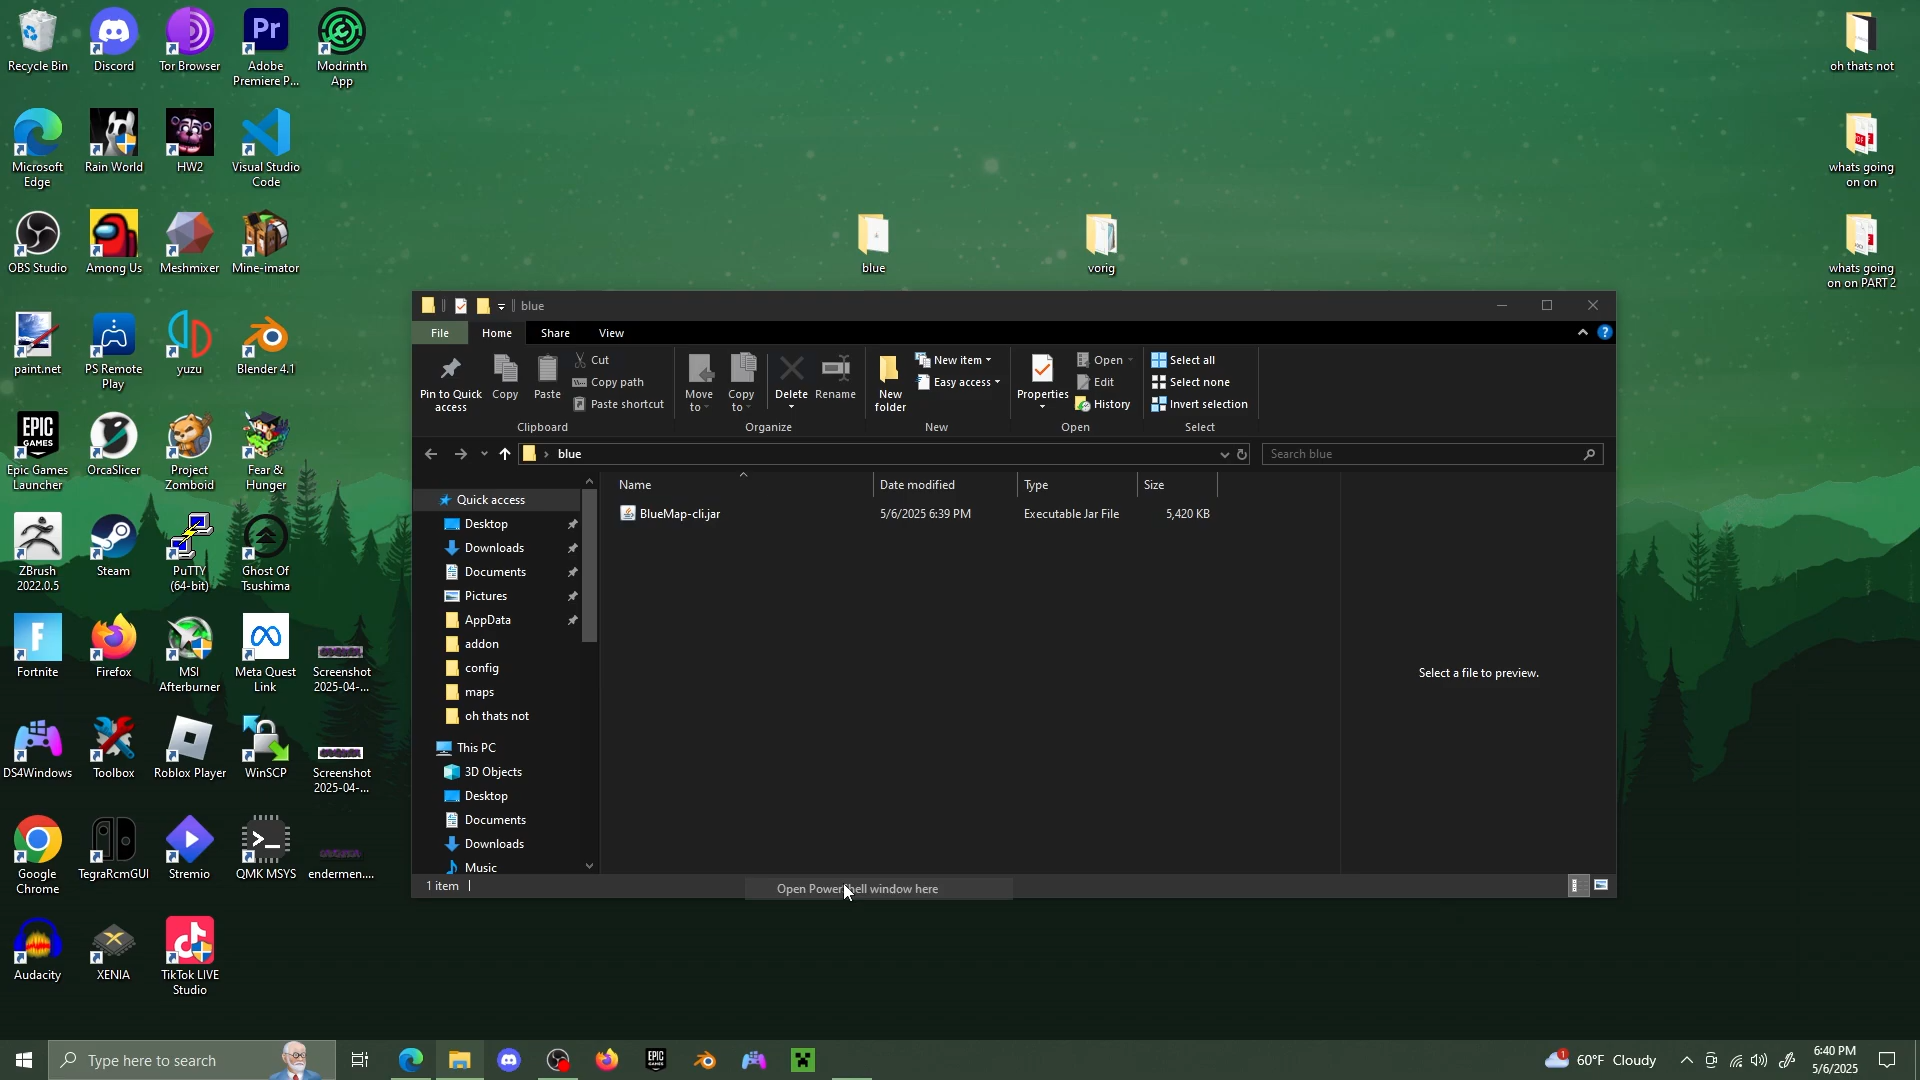 Recycle Bin
Discord
Tor Browser
Adobe
Premiere P...
Modrinth
App
oh thats not
Microsoft
Edge
Rain World
HW2
Visual Studio
Code
whats going
on on
OBS Studio
Among Us
Meshmixer
Mine-imator
blue
vorig
whats going
on on PART 2
paint.net
PS Remote
Play
yuzu
Blender 4.1
Epic Games
Launcher
OrcaSlicer
Project
Zomboid
Fear &
Hunger
ZBrush
2022.0.5
Steam
PuTTY
(64-bit)
Ghost Of
Tsushima
Fortnite
Firefox
MSI
Afterburner
Meta Quest
Link
Screenshot
2025-04-...
DS4Windows
Toolbox
Roblox Player
WinSCP
Screenshot
2025-04-...
Google
Chrome
TegraRcmGUI
Stremio
QMK MSYS
endermen....
Audacity
XENIA
TikTok LIVE
Studio
blue
File Home Share View
Pin to Quick
access
Copy
Paste
Cut
Copy path
Paste shortcut
Clipboard
Move
to
Copy
to
Delete
Rename
Organize
New
folder
New item
Easy access
New
Properties
Open
Edit
History
Open
Select all
Select none
Invert selection
Select
blue
Search blue
Name Date modified Type Size
BlueMap-cli.jar 5/6/2025 6:39 PM Executable Jar File 5,420 KB
Quick access
Desktop
Downloads
Documents
Pictures
AppData
addon
config
maps
oh thats not
This PC
3D Objects
Desktop
Documents
Downloads
Music
Select a file to preview.
1 item
Open PowerShell window here
Type here to search
60°F Cloudy
6:40 PM
5/6/2025